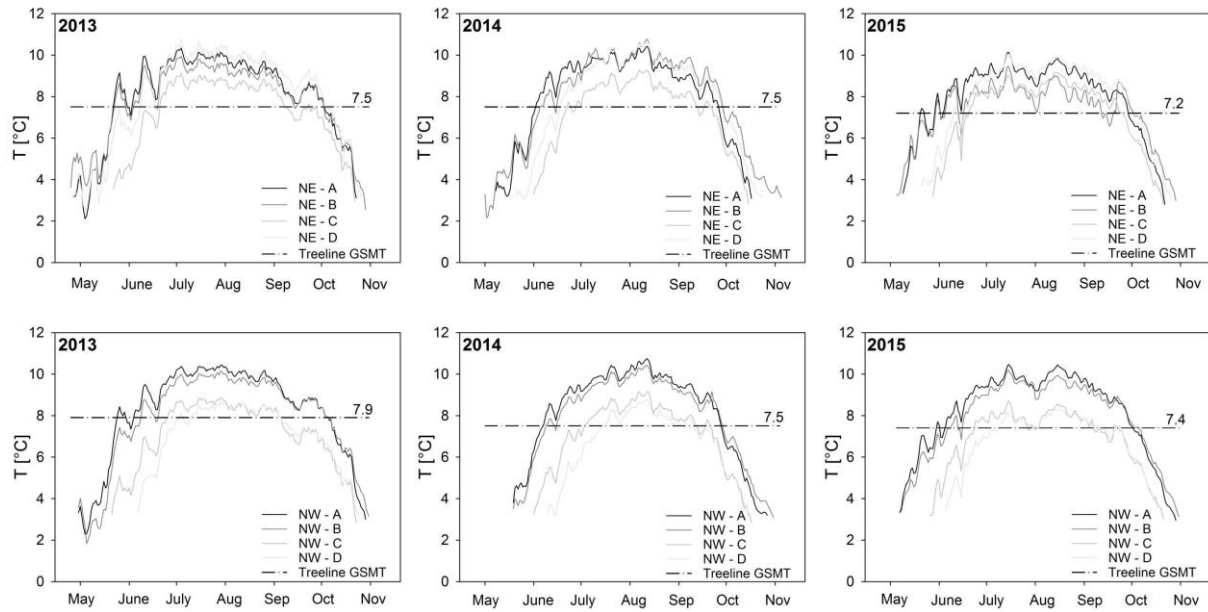 2013
T [°C]
12
10
8
6
4
2
0
7.5
NE - A
NE - B
NE - C
NE - D
Treeline GSMT
May June July Aug Sep Oct Nov
2014
T [°C]
12
10
8
6
4
2
0
7.5
NE - A
NE - B
NE - C
NE - D
Treeline GSMT
May June July Aug Sep Oct Nov
2015
T [°C]
12
10
8
6
4
2
0
7.2
NE - A
NE - B
NE - C
NE - D
Treeline GSMT
May June July Aug Sep Oct Nov
2013
T [°C]
12
10
8
6
4
2
0
7.9
NW - A
NW - B
NW - C
NW - D
Treeline GSMT
May June July Aug Sep Oct Nov
2014
T [°C]
12
10
8
6
4
2
0
7.5
NW - A
NW - B
NW - C
NW - D
Treeline GSMT
May June July Aug Sep Oct Nov
2015
T [°C]
12
10
8
6
4
2
0
7.4
NW - A
NW - B
NW - C
NW - D
Treeline GSMT
May June July Aug Sep Oct Nov